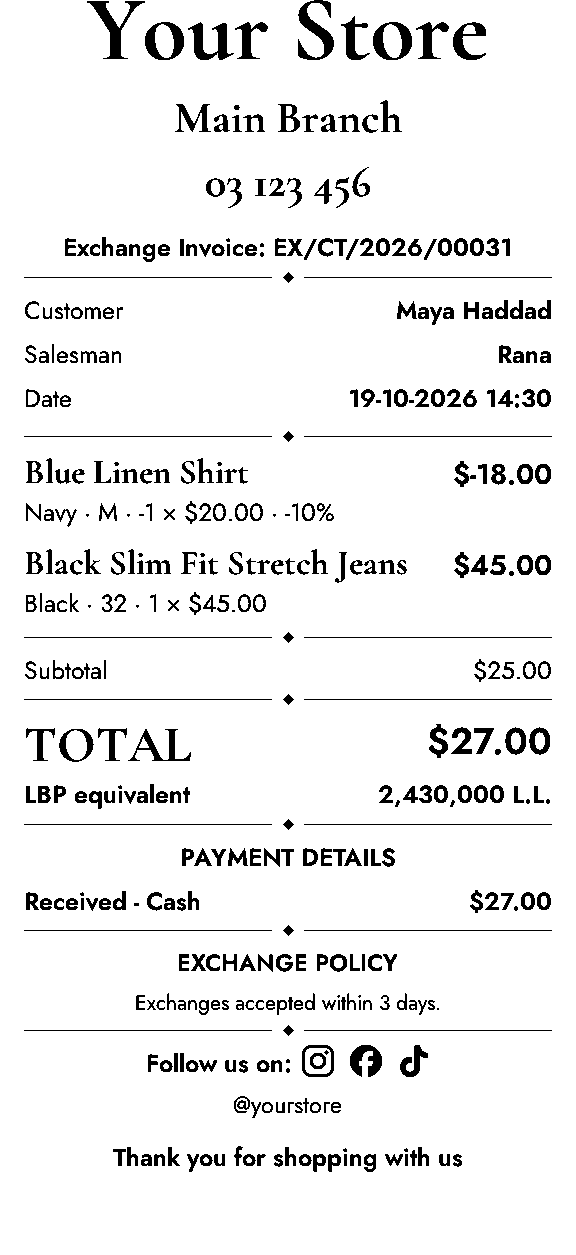 Your Store
Main Branch
03 123 456
Exchange Invoice: EX/CT/2026/00031
Customer Maya Haddad
Salesman Rana
Date 19-10-2026 14:30
Blue Linen Shirt $-18.00
Navy · M · -1 × $20.00 · -10%
Black Slim Fit Stretch Jeans $45.00
Black · 32 · 1 × $45.00
Subtotal $25.00
TOTAL $27.00
LBP equivalent 2,430,000 L.L.
PAYMENT DETAILS
Received - Cash $27.00
EXCHANGE POLICY
Exchanges accepted within 3 days.
Follow us on:
@yourstore
Thank you for shopping with us